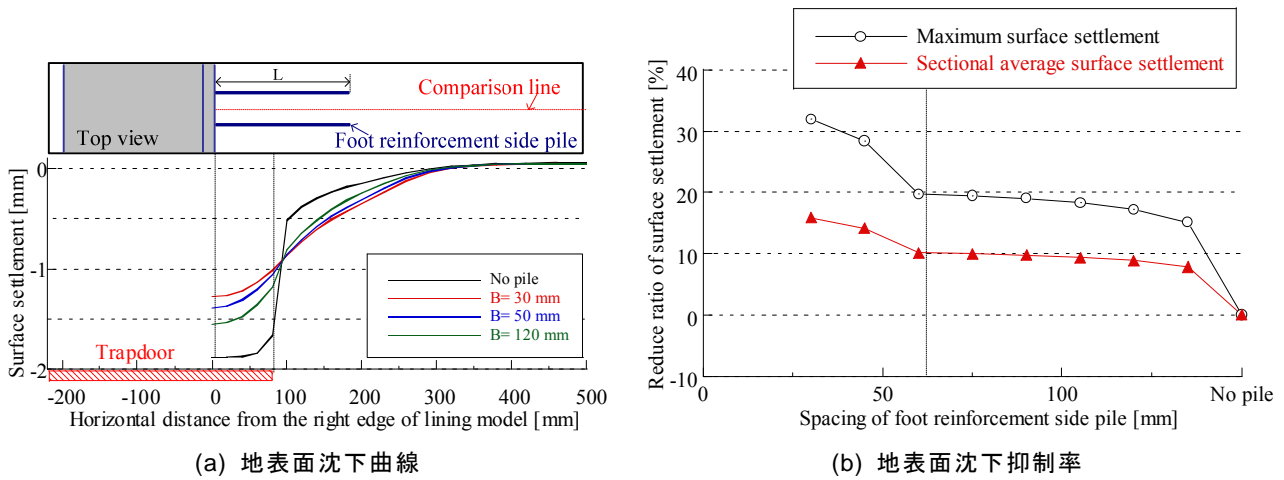 L
Comparison line
Top view
Foot reinforcement side pile
Surface settlement [mm]
0
-1
-2
No pile
B= 30 mm
B= 50 mm
B= 120 mm
Trapdoor
-200 -100 0 100 200 300 400 500
Horizontal distance from the right edge of lining model [mm]
(a) 地表面沈下曲線
Maximum surface settlement
Sectional average surface settlement
Reduce ratio of surface settlement [%]
40
30
20
10
0
-10
0 50 100 No pile
Spacing of foot reinforcement side pile [mm]
(b) 地表面沈下抑制率